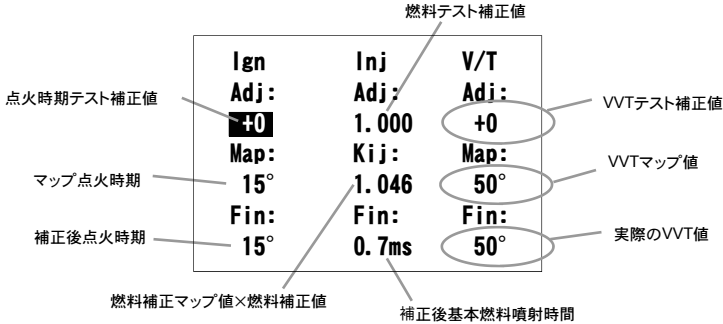 燃料テスト補正値
Ign Inj V/T
Adj: Adj: Adj:
点火時期テスト補正値
VVTテスト補正値
+0 1.000 +0
Map: Kij: Map:
VVTマップ値
マップ点火時期
15° 1.046 50°
Fin: Fin: Fin:
補正後点火時期
実際のVVT値
15° 0.7ms 50°
燃料補正マップ値×燃料補正値
補正後基本燃料噴射時間